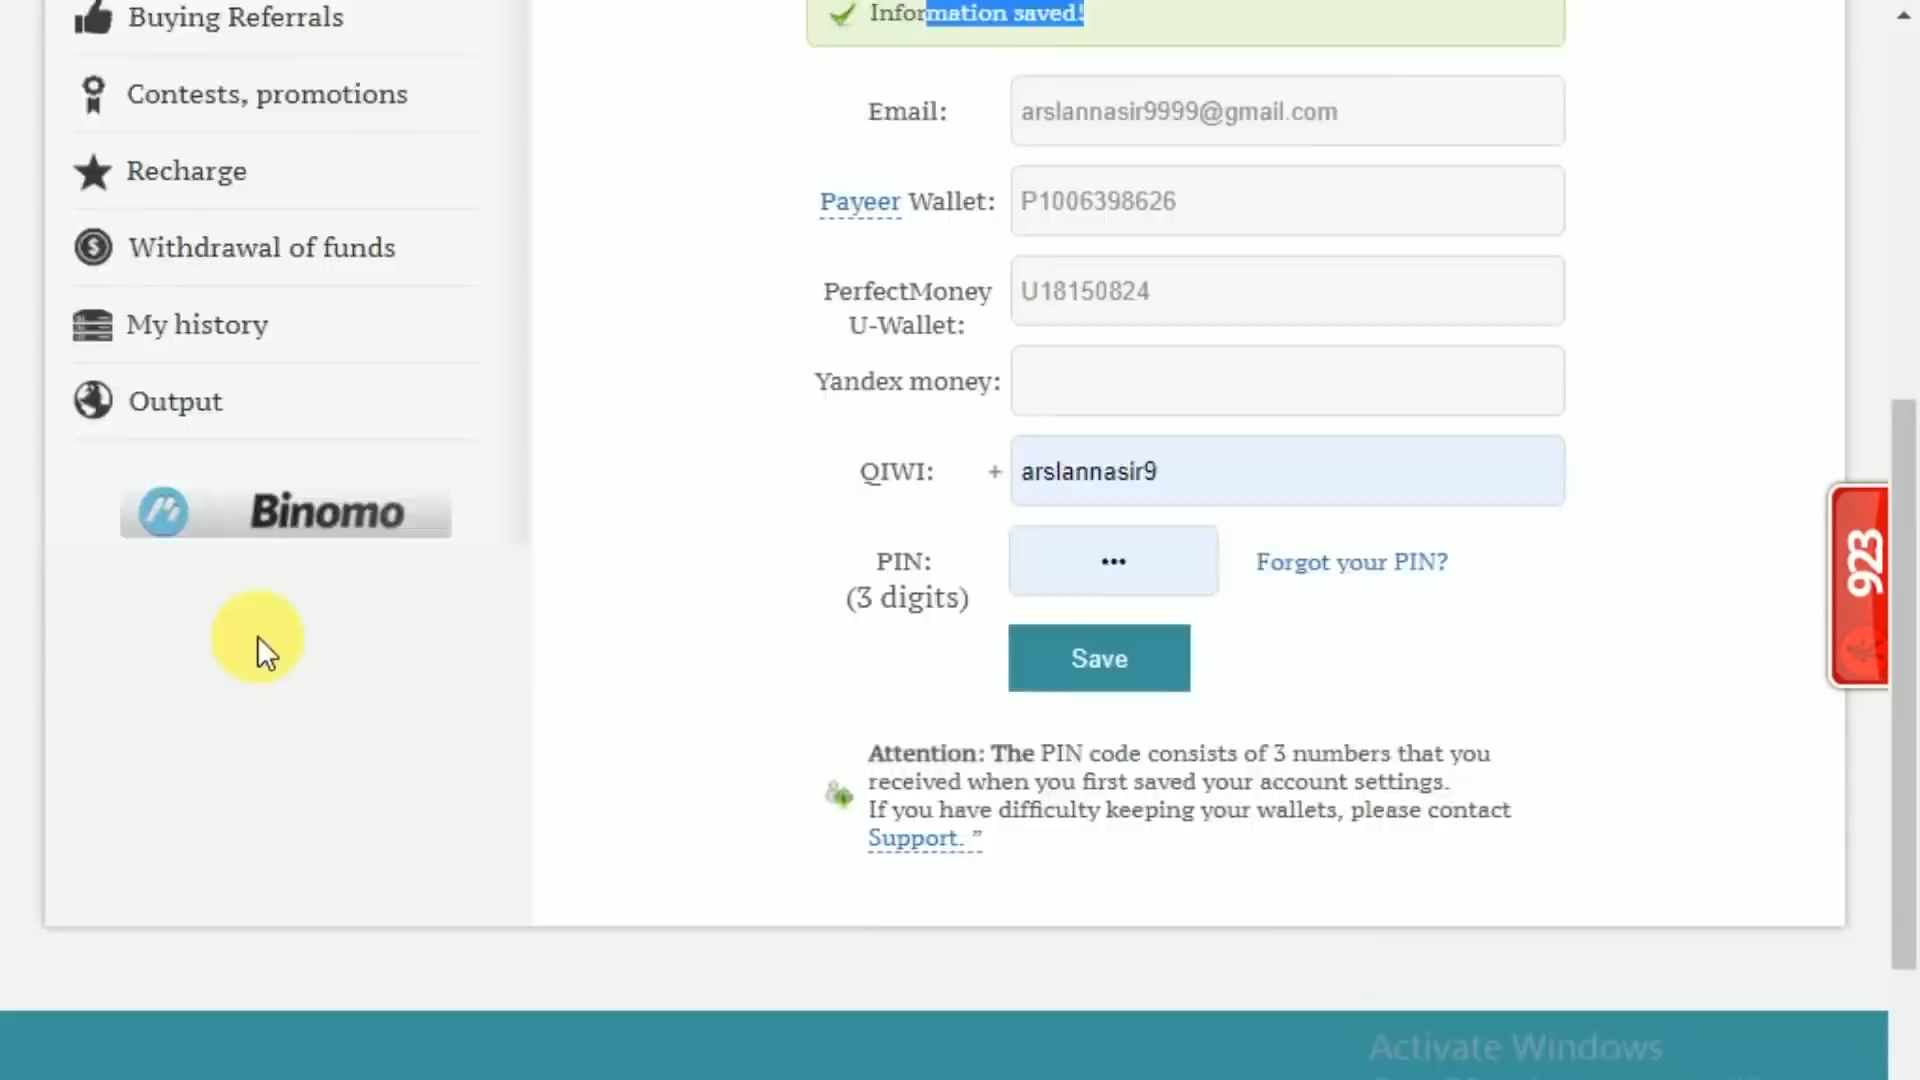 Buying Referrals
Contests, promotions
Recharge
Withdrawal of funds
My history
Output
Binomo
Information saved!
Email: arslannasir9999@gmail.com
Payeer Wallet: P1006398626
PerfectMoney U18150824
U-Wallet:
Yandex money:
QIWI: + arslannasir9
PIN: ••• Forgot your PIN?
(3 digits)
Save
Attention: The PIN code consists of 3 numbers that you
received when you first saved your account settings.
If you have difficulty keeping your wallets, please contact
Support. ”
923
Activate Windows